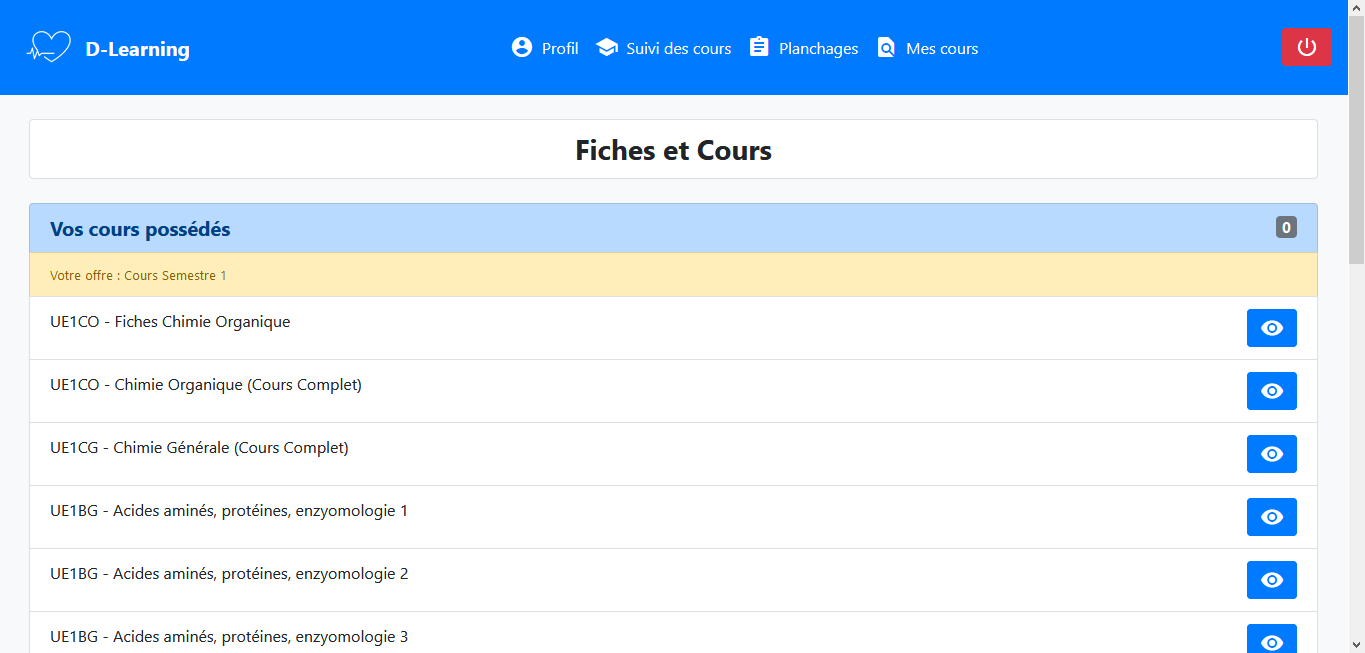 D-Learning
Profil
Suivi des cours
Planchages
Mes cours
Fiches et Cours
Vos cours possédés
0
Votre offre : Cours Semestre 1
UE1CO - Fiches Chimie Organique
UE1CO - Chimie Organique (Cours Complet)
UE1CG - Chimie Générale (Cours Complet)
UE1BG - Acides aminés, protéines, enzyomologie 1
UE1BG - Acides aminés, protéines, enzyomologie 2
UE1BG - Acides aminés, protéines, enzyomologie 3